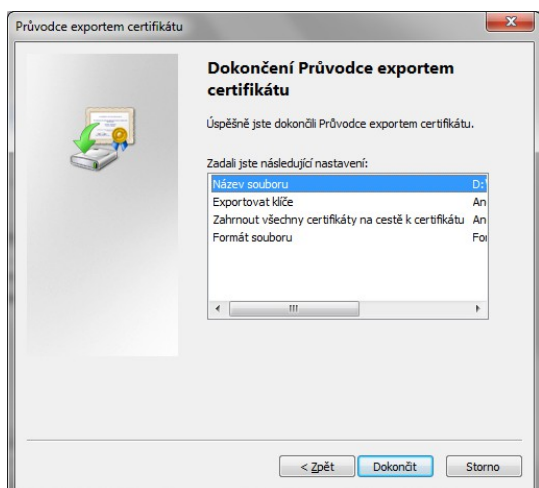 Průvodce exportem certifikátu
Dokončení Průvodce exportem
certifikátu
Úspěšně jste dokončili Průvodce exportem certifikátu.
Zadali jste následující nastavení:
Název souboru D:\
Exportovat klíče An
Zahrnout všechny certifikáty na cestě k certifikátu An
Formát souboru For
< Zpět Dokončit Storno